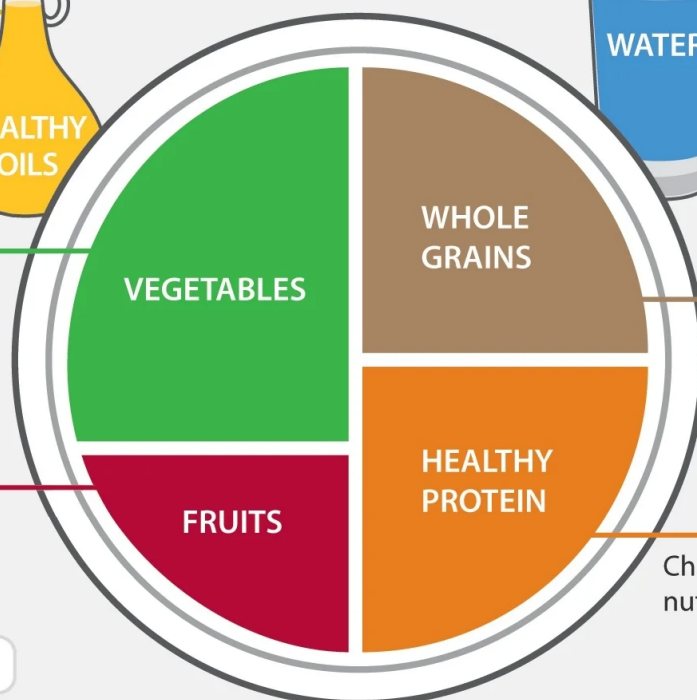 ALTHY
OILS
WATER
VEGETABLES
WHOLE
GRAINS
FRUITS
HEALTHY
PROTEIN
Ch
nu